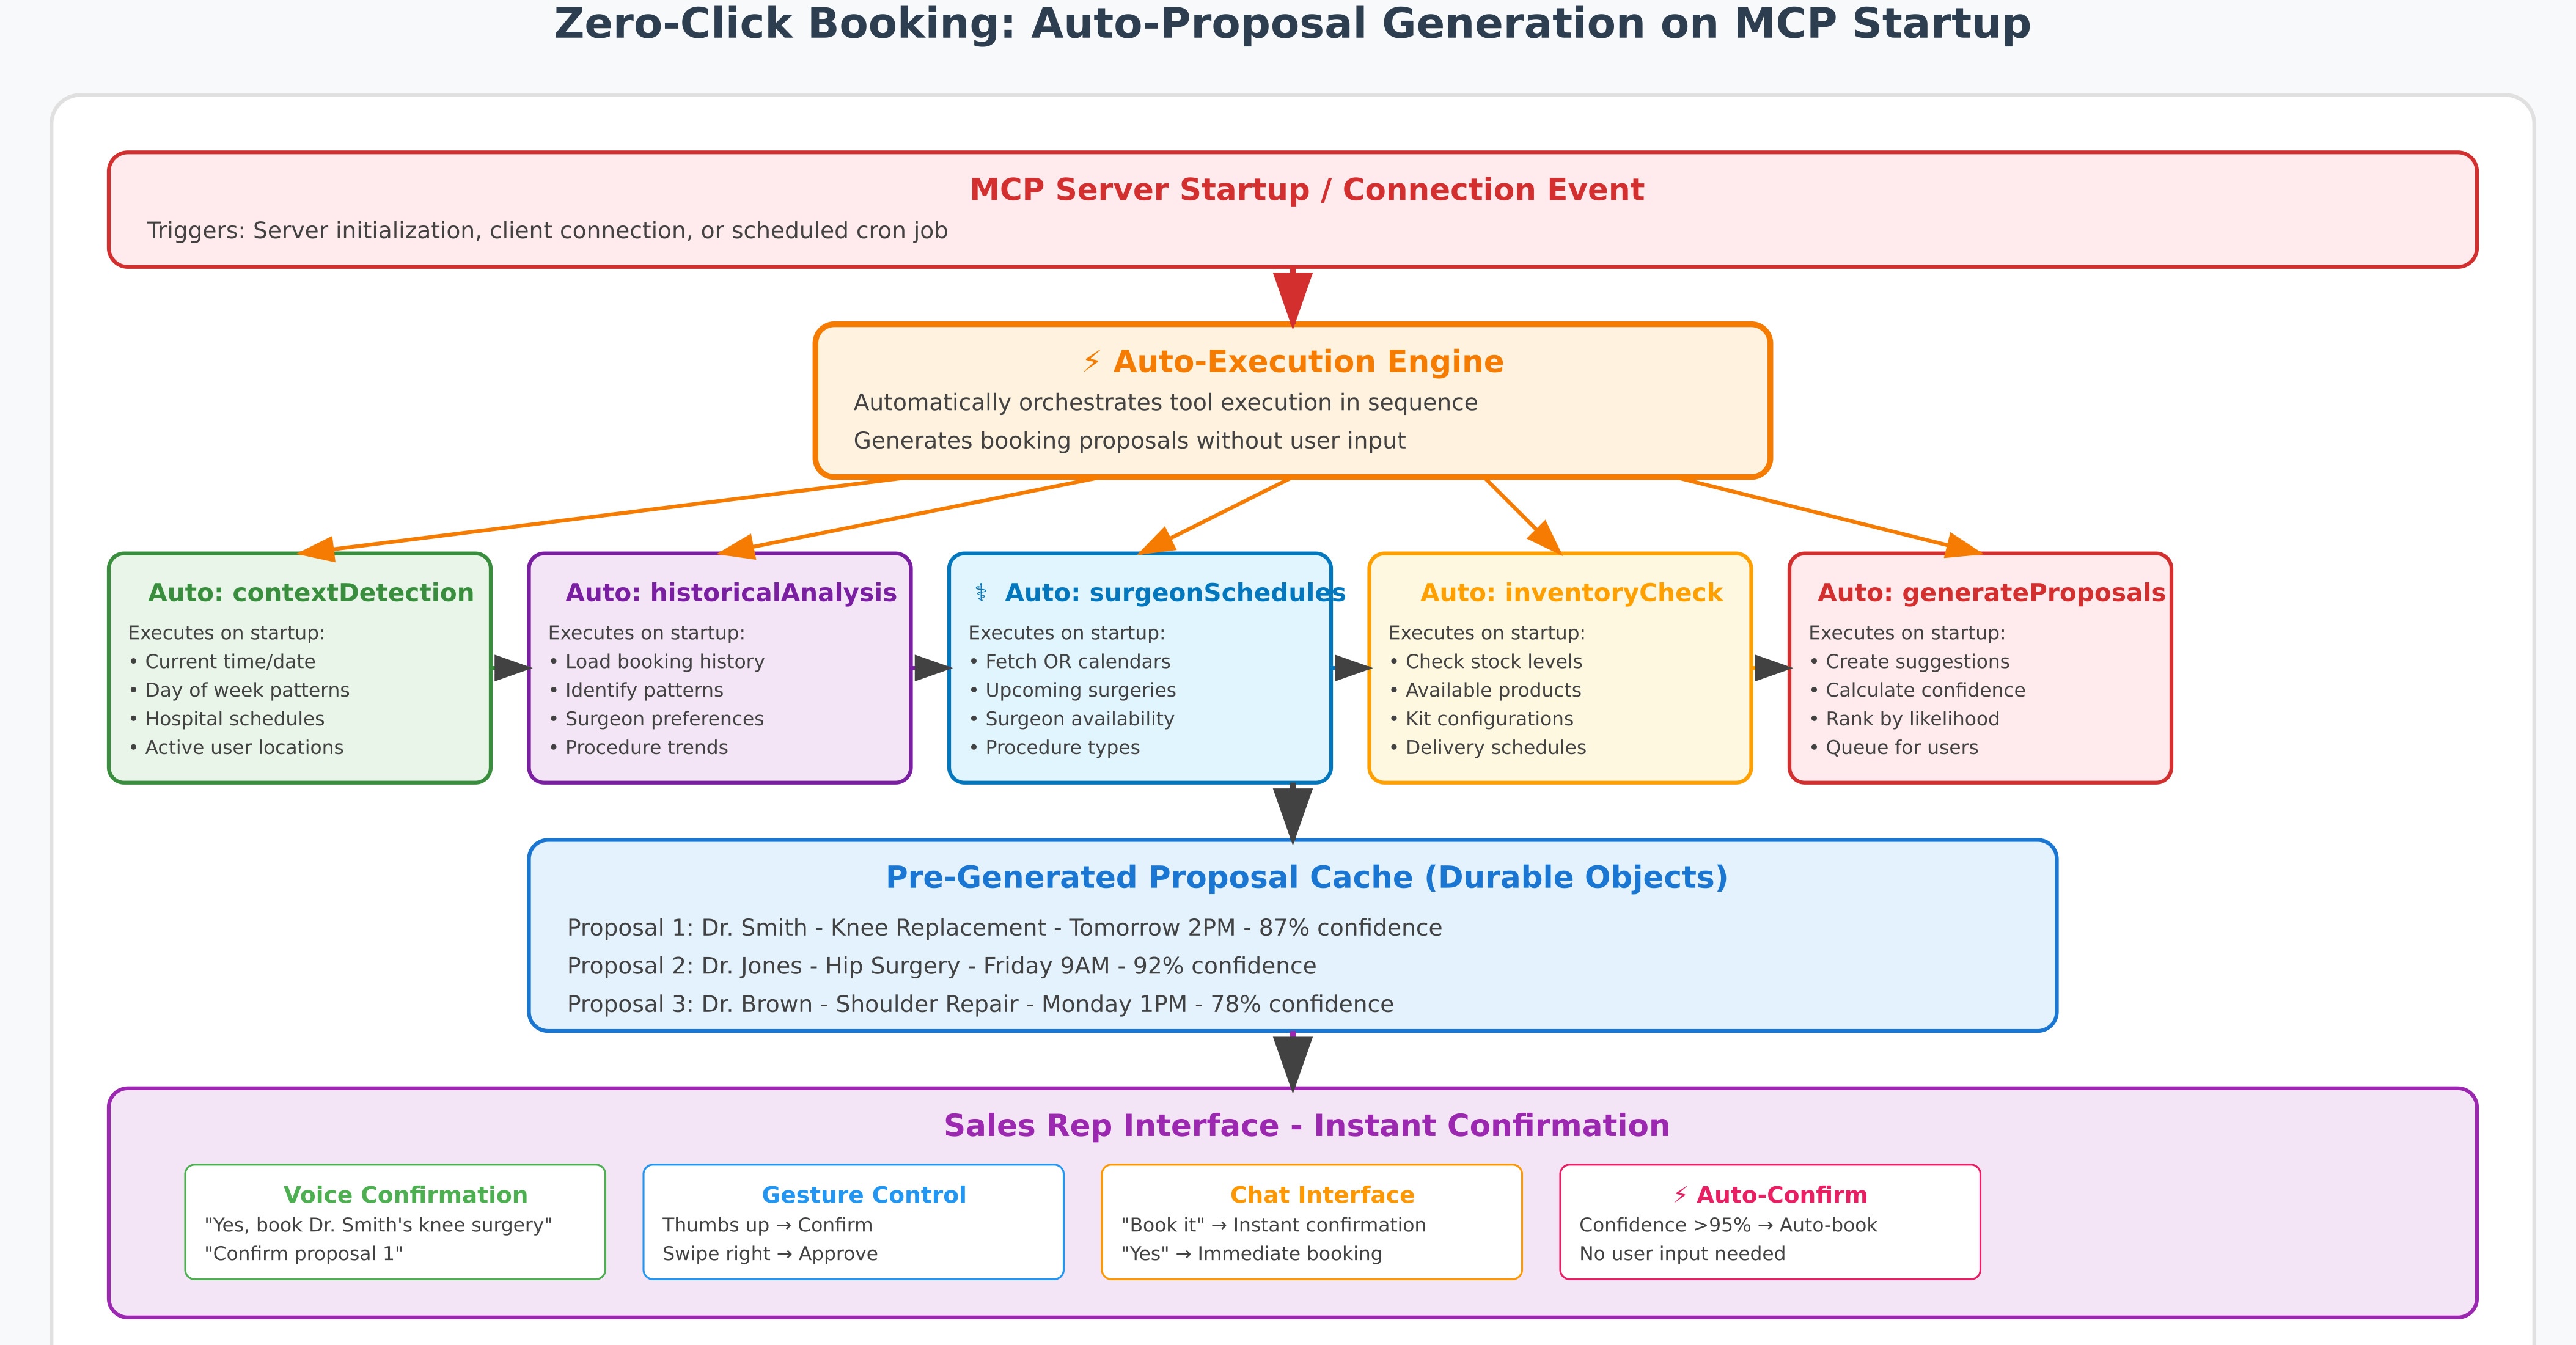 Zero-Click Booking: Auto-Proposal Generation on MCP Startup
MCP Server Startup / Connection Event
Triggers: Server initialization, client connection, or scheduled cron job
⚡ Auto-Execution Engine
Automatically orchestrates tool execution in sequence
Generates booking proposals without user input
Auto: contextDetection
Executes on startup:
• Current time/date
• Day of week patterns
• Hospital schedules
• Active user locations
Auto: historicalAnalysis
Executes on startup:
• Load booking history
• Identify patterns
• Surgeon preferences
• Procedure trends
⚕ Auto: surgeonSchedules
Executes on startup:
• Fetch OR calendars
• Upcoming surgeries
• Surgeon availability
• Procedure types
Auto: inventoryCheck
Executes on startup:
• Check stock levels
• Available products
• Kit configurations
• Delivery schedules
Auto: generateProposals
Executes on startup:
• Create suggestions
• Calculate confidence
• Rank by likelihood
• Queue for users
Pre-Generated Proposal Cache (Durable Objects)
Proposal 1: Dr. Smith - Knee Replacement - Tomorrow 2PM - 87% confidence
Proposal 2: Dr. Jones - Hip Surgery - Friday 9AM - 92% confidence
Proposal 3: Dr. Brown - Shoulder Repair - Monday 1PM - 78% confidence
Sales Rep Interface - Instant Confirmation
Voice Confirmation
"Yes, book Dr. Smith's knee surgery"
"Confirm proposal 1"
Gesture Control
Thumbs up → Confirm
Swipe right → Approve
Chat Interface
"Book it" → Instant confirmation
"Yes" → Immediate booking
⚡ Auto-Confirm
Confidence >95% → Auto-book
No user input needed